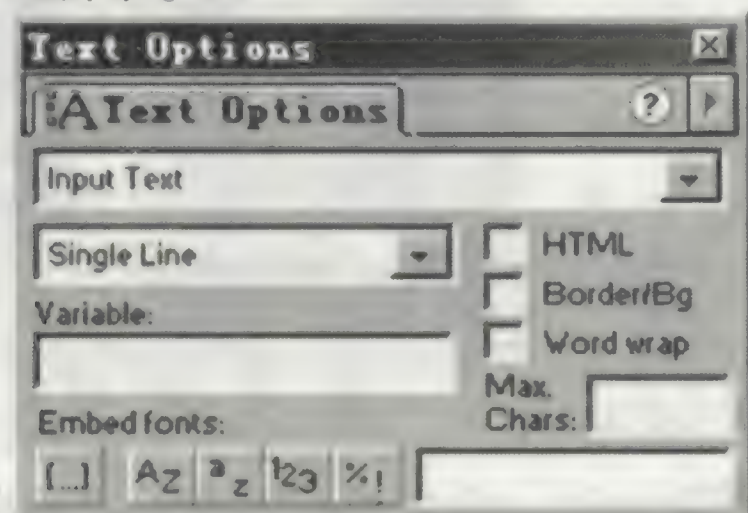 Text Options
A Text Options ?
Input Text
Single Line
HTML
Border/Bg
Variable:
Word wrap
Max.
Chars:
Embed fonts:
[...] AZ az 123 %!